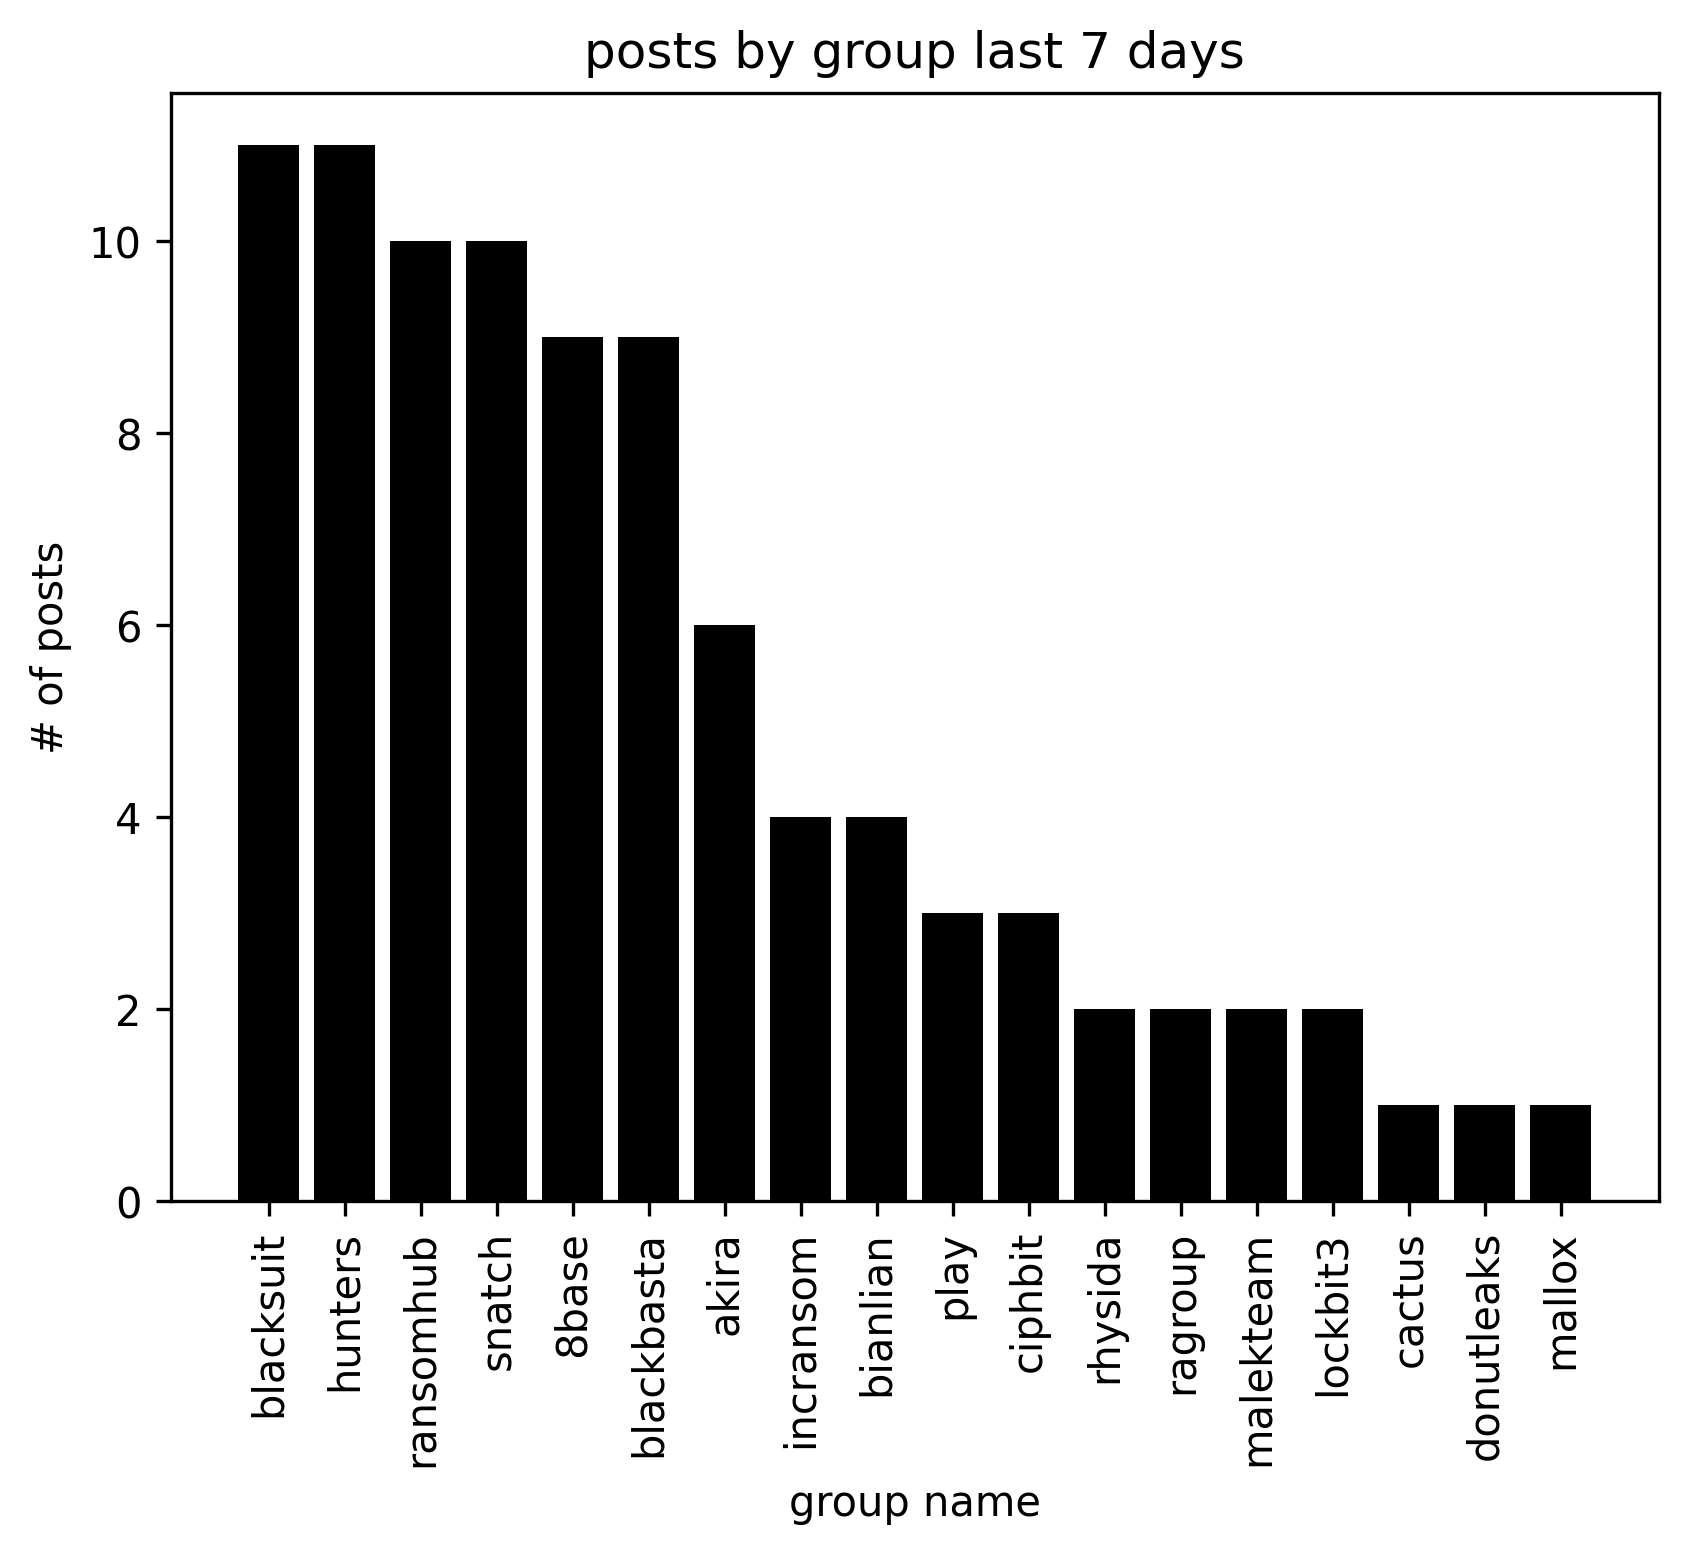 posts by group last 7 days
# of posts
10
8
6
4
2
0
blacksuit
hunters
ransomhub
snatch
8base
blackbasta
akira
incransom
bianlian
play
ciphbit
rhysida
ragroup
malekteam
lockbit3
cactus
donutleaks
mallox
group name